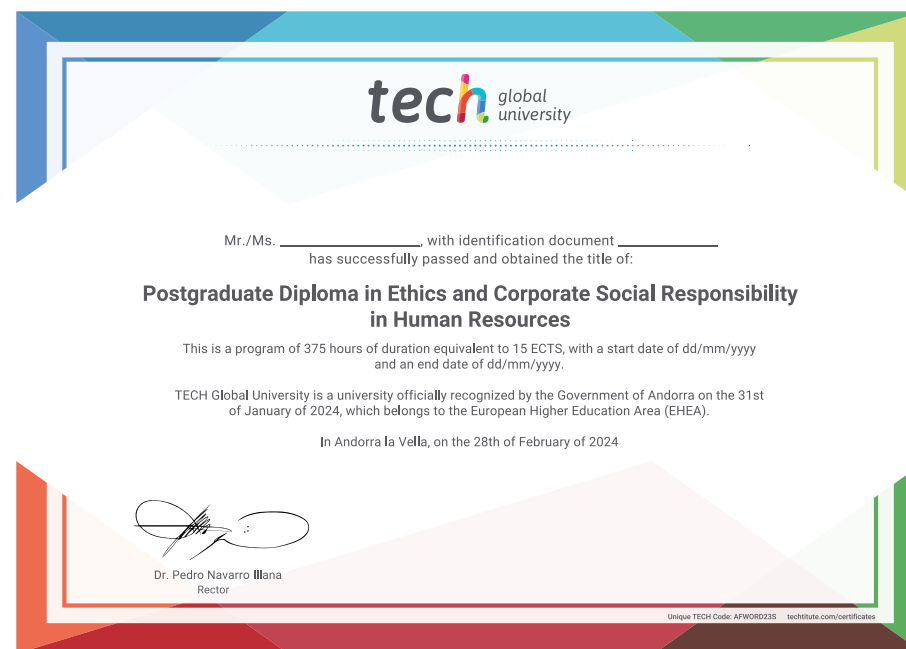 tech global
university
Mr./Ms. ____________, with identification document ____________
has successfully passed and obtained the title of:
Postgraduate Diploma in Ethics and Corporate Social Responsibility
in Human Resources
This is a program of 375 hours of duration equivalent to 15 ECTS, with a start date of dd/mm/yyyy
and an end date of dd/mm/yyyy.
TECH Global University is a university officially recognized by the Government of Andorra on the 31st
of January of 2024, which belongs to the European Higher Education Area (EHEA).
In Andorra la Vella, on the 28th of February of 2024
Dr. Pedro Navarro Illana
Rector
Unique TECH Code: AFWORD23S techtitute.com/certificates